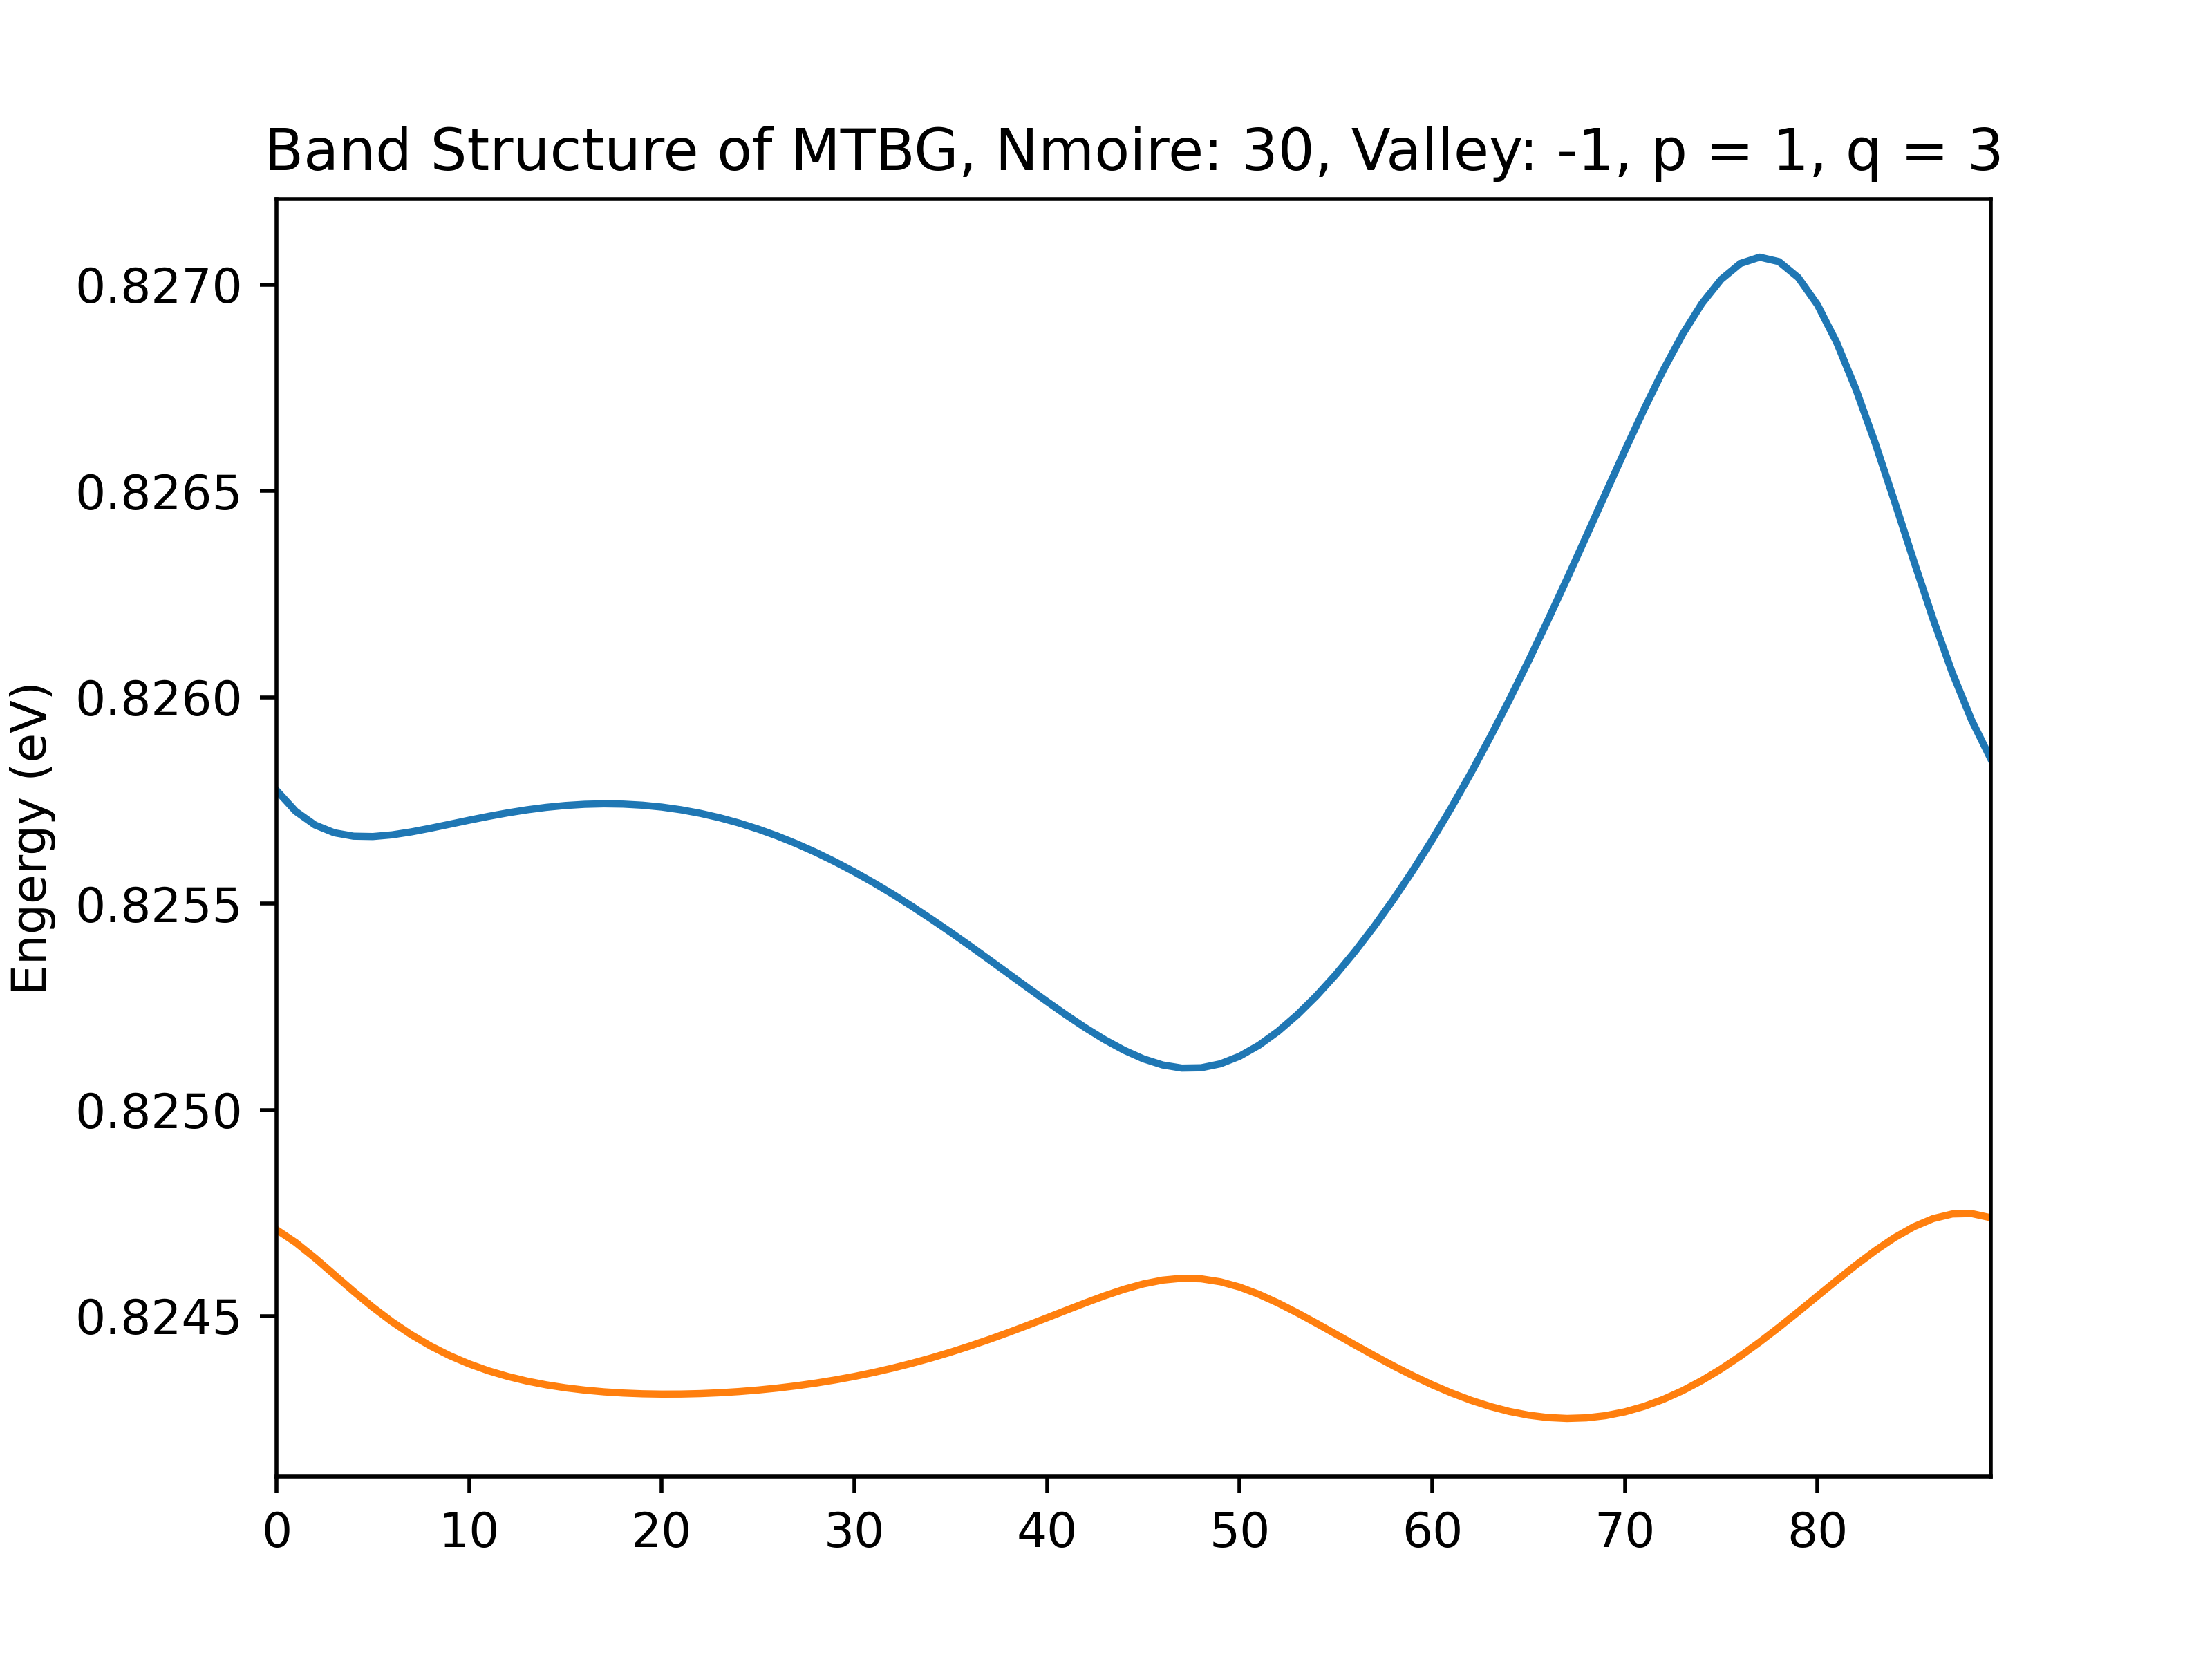 Band Structure of MTBG, Nmoire: 30, Valley: -1, p = 1, q = 3
0.8270
0.8265
0.8260
0.8255
0.8250
0.8245
Engergy (eV)
0 10 20 30 40 50 60 70 80